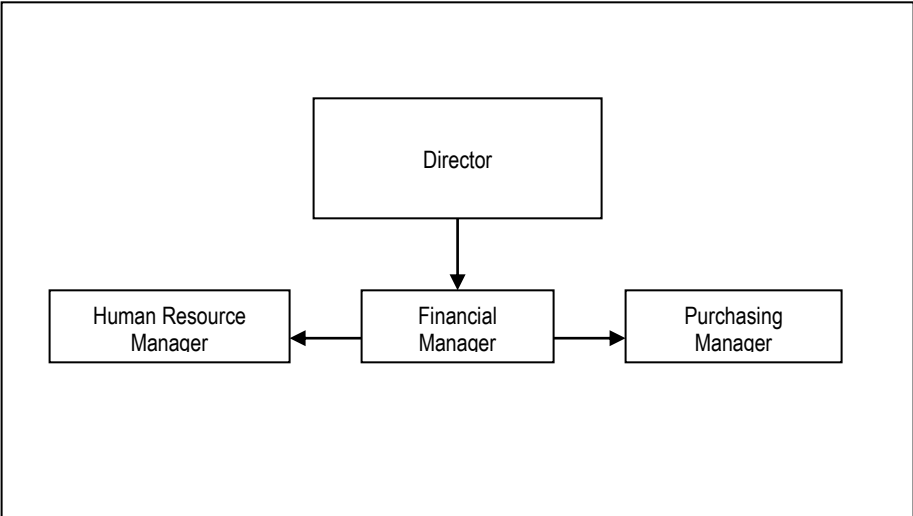 Director
Human Resource
Manager
Financial
Manager
Purchasing
Manager